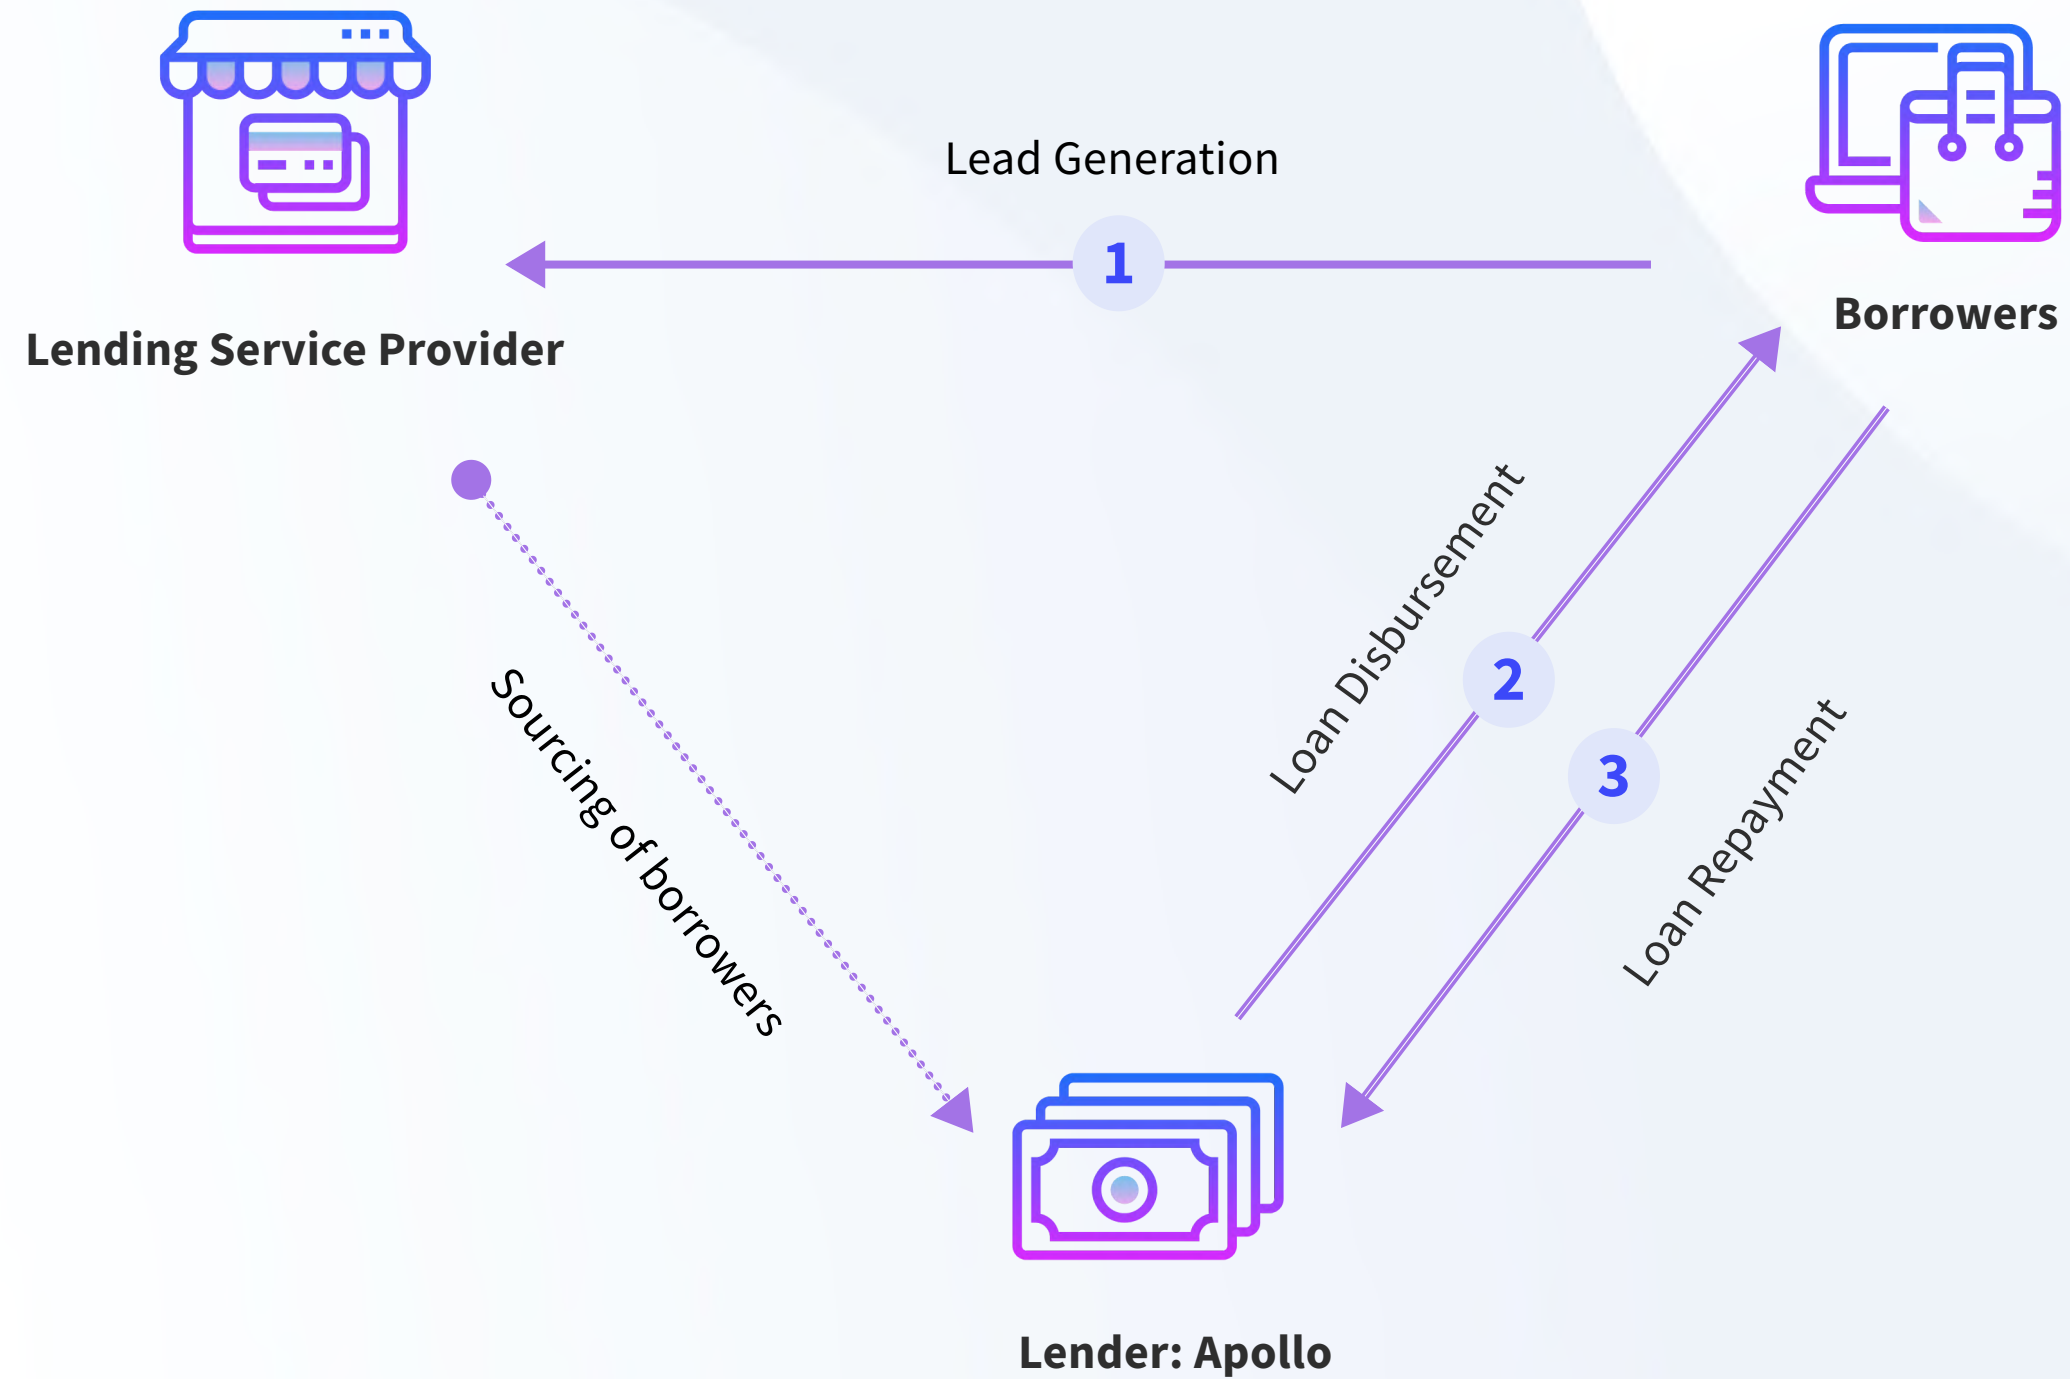 Lead Generation
1
Lending Service Provider
Borrowers
Sourcing of borrowers
Loan Disbursement
2
3
Loan Repayment
Lender: Apollo